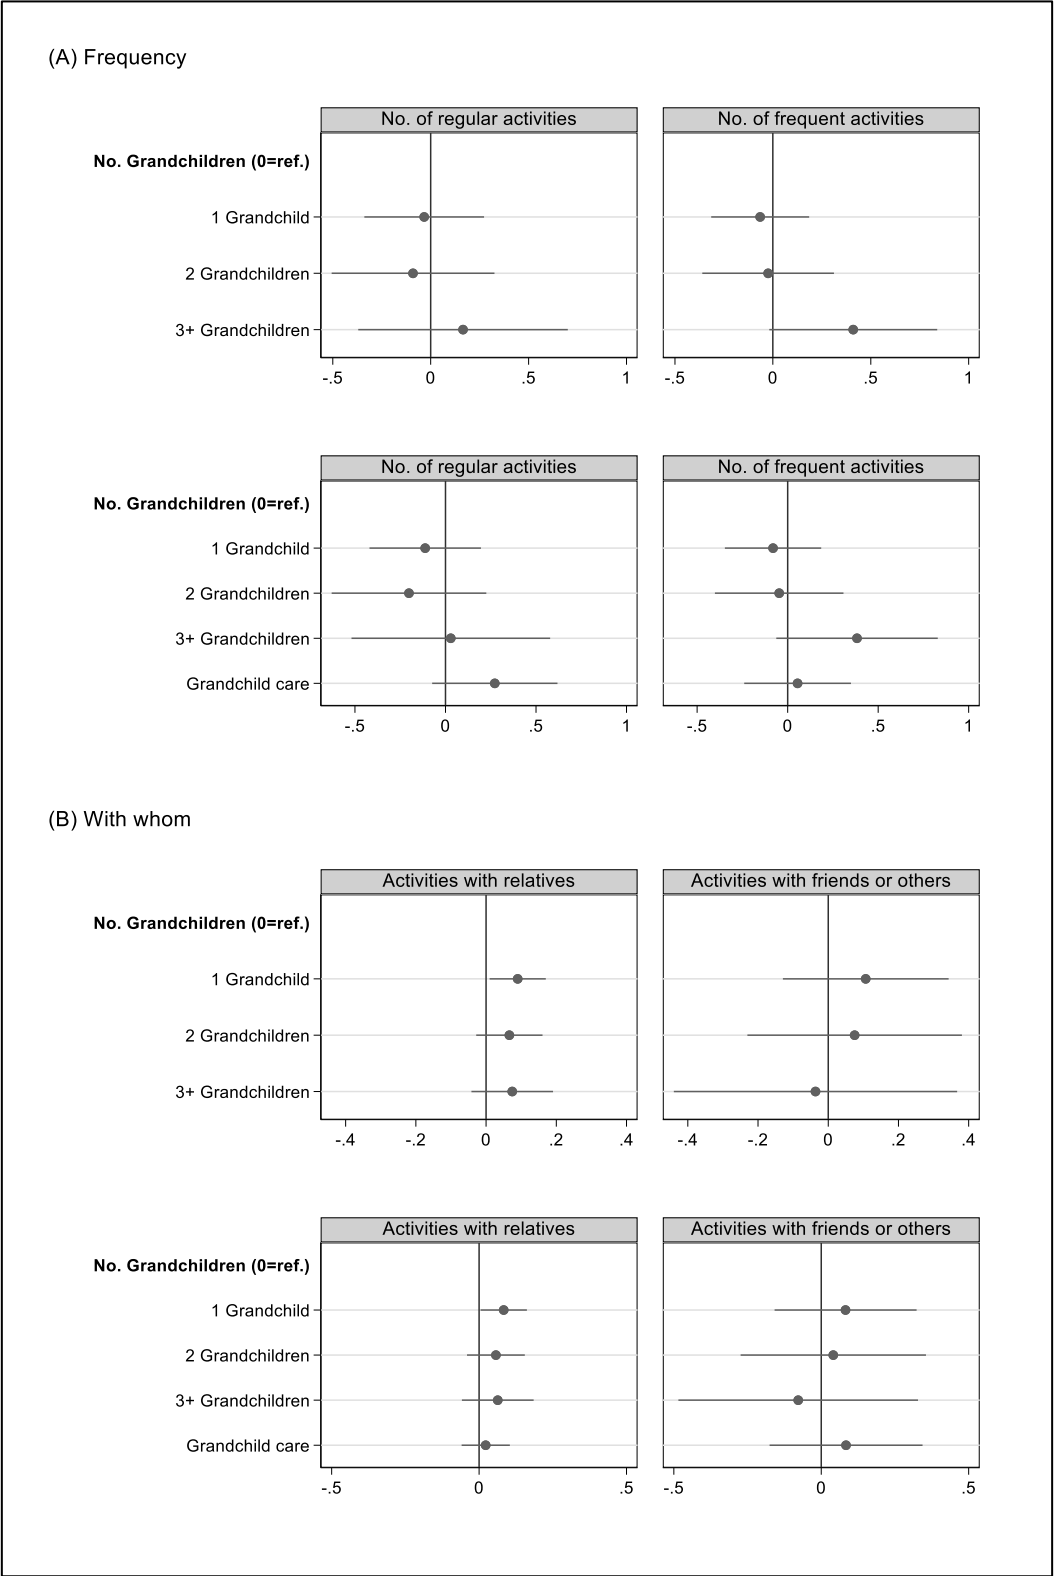 (A) Frequency
No. of regular activities No. of frequent activities
No. Grandchildren (0=ref.)
1 Grandchild
2 Grandchildren
3+ Grandchildren
-.5 0 .5 1 -.5 0 .5 1
No. of regular activities No. of frequent activities
No. Grandchildren (0=ref.)
1 Grandchild
2 Grandchildren
3+ Grandchildren
Grandchild care
-.5 0 .5 1 -.5 0 .5 1
(B) With whom
Activities with relatives Activities with friends or others
No. Grandchildren (0=ref.)
1 Grandchild
2 Grandchildren
3+ Grandchildren
-.4 -.2 0 .2 .4 -.4 -.2 0 .2 .4
Activities with relatives Activities with friends or others
No. Grandchildren (0=ref.)
1 Grandchild
2 Grandchildren
3+ Grandchildren
Grandchild care
-.5 0 .5 -.5 0 .5